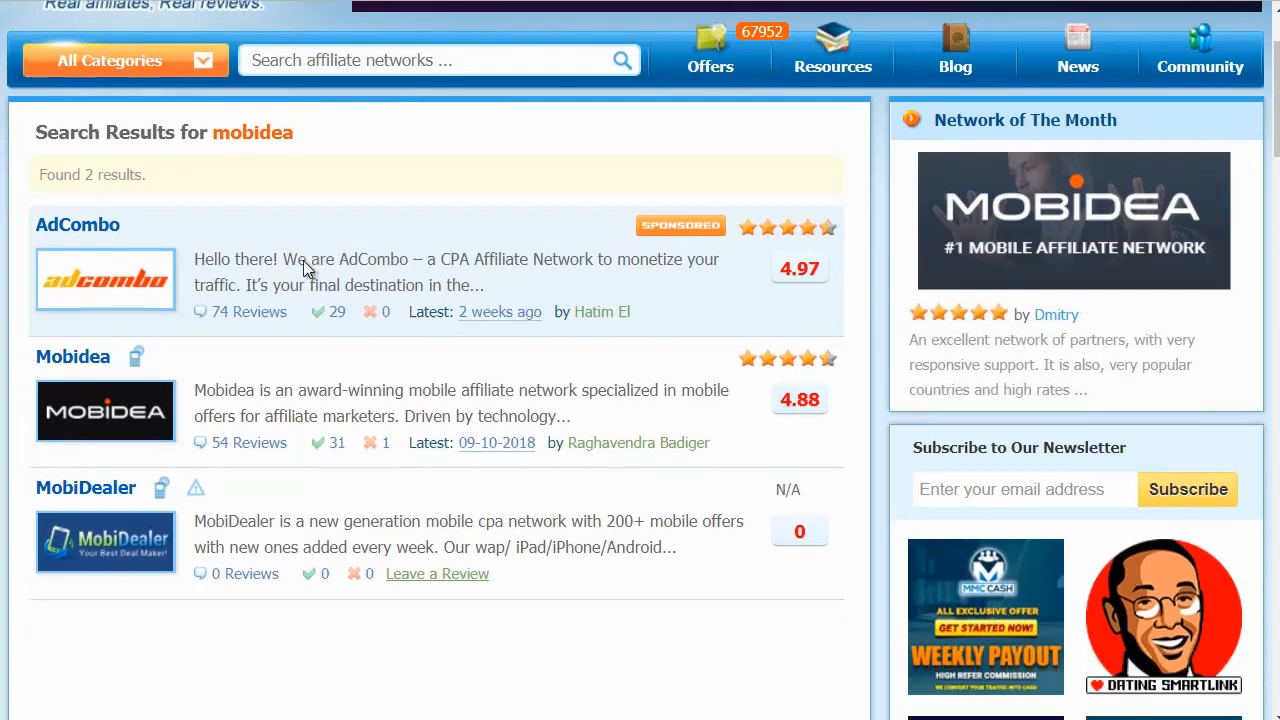 Real affiliates, Real reviews.
All Categories
Search affiliate networks ...
Offers
67952
Resources
Blog
News
Community
Search Results for mobidea
Found 2 results.
AdCombo
SPONSORED
adcombo
Hello there! We are AdCombo – a CPA Affiliate Network to monetize your
traffic. It's your final destination in the...
4.97
74 Reviews 29 0 Latest: 2 weeks ago by Hatim El
Mobidea
MOBIDEA
Mobidea is an award-winning mobile affiliate network specialized in mobile
offers for affiliate marketers. Driven by technology...
4.88
54 Reviews 31 1 Latest: 09-10-2018 by Raghavendra Badiger
MobiDealer
N/A
MobiDealer
Your Best Deal Maker!
MobiDealer is a new generation mobile cpa network with 200+ mobile offers
with new ones added every week. Our wap/ iPad/iPhone/Android...
0
0 Reviews 0 0 Leave a Review
Network of The Month
MOBIDEA
#1 MOBILE AFFILIATE NETWORK
by Dmitry
An excellent network of partners, with very
responsive support. It is also, very popular
countries and high rates ...
Subscribe to Our Newsletter
Enter your email address
Subscribe
MMC CASH
ALL EXCLUSIVE OFFER
GET STARTED NOW!
WEEKLY PAYOUT
HIGH REFER COMMISSION
WE CONVERT YOUR TRAFFIC INTO CASH
DATING SMARTLINK